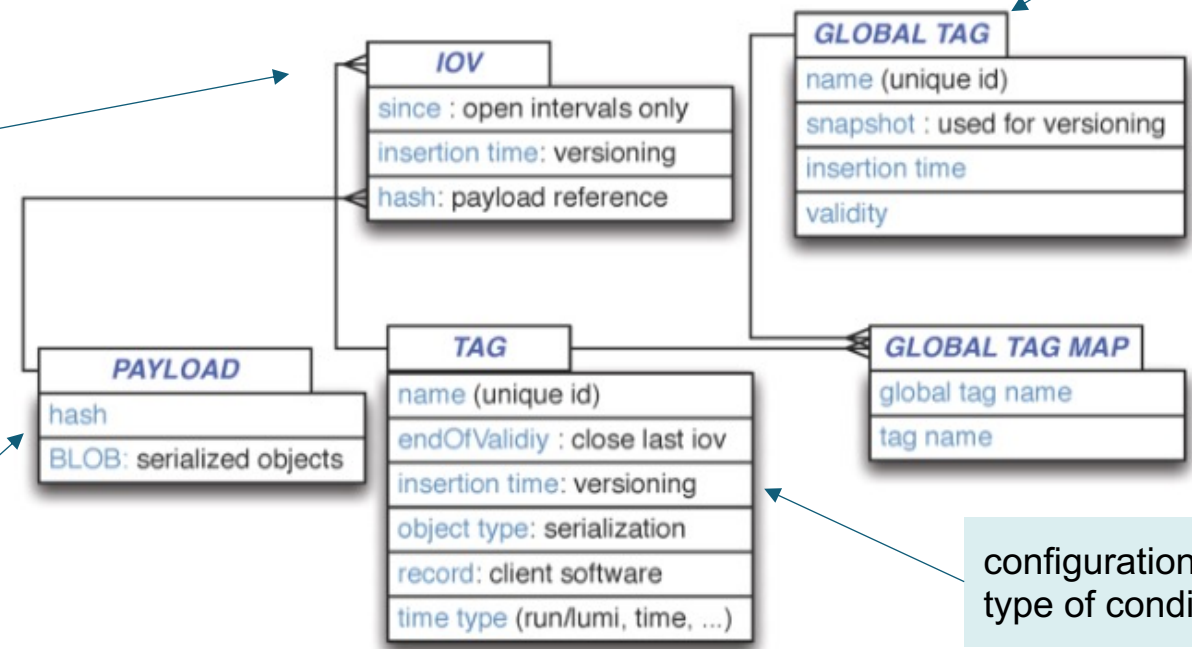 IOV
since : open intervals only
insertion time: versioning
hash: payload reference
GLOBAL TAG
name (unique id)
snapshot : used for versioning
insertion time
validity
PAYLOAD
hash
BLOB: serialized objects
TAG
name (unique id)
endOfValidiy : close last iov
insertion time: versioning
object type: serialization
record: client software
time type (run/lumi, time, ...)
GLOBAL TAG MAP
global tag name
tag name
configuration
type of condi